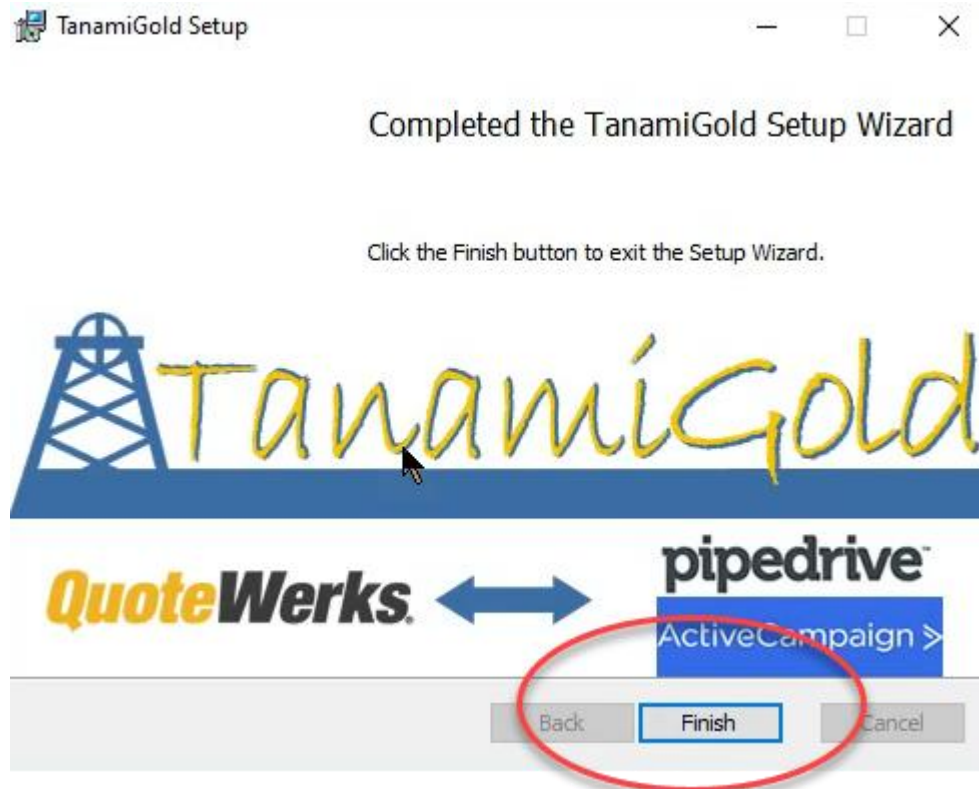 TanamiGold Setup
Completed the TanamiGold Setup Wizard
Click the Finish button to exit the Setup Wizard.
TanamiGold
pipedrive
QuoteWerks
ActiveCampaign >
Back Finish Cancel